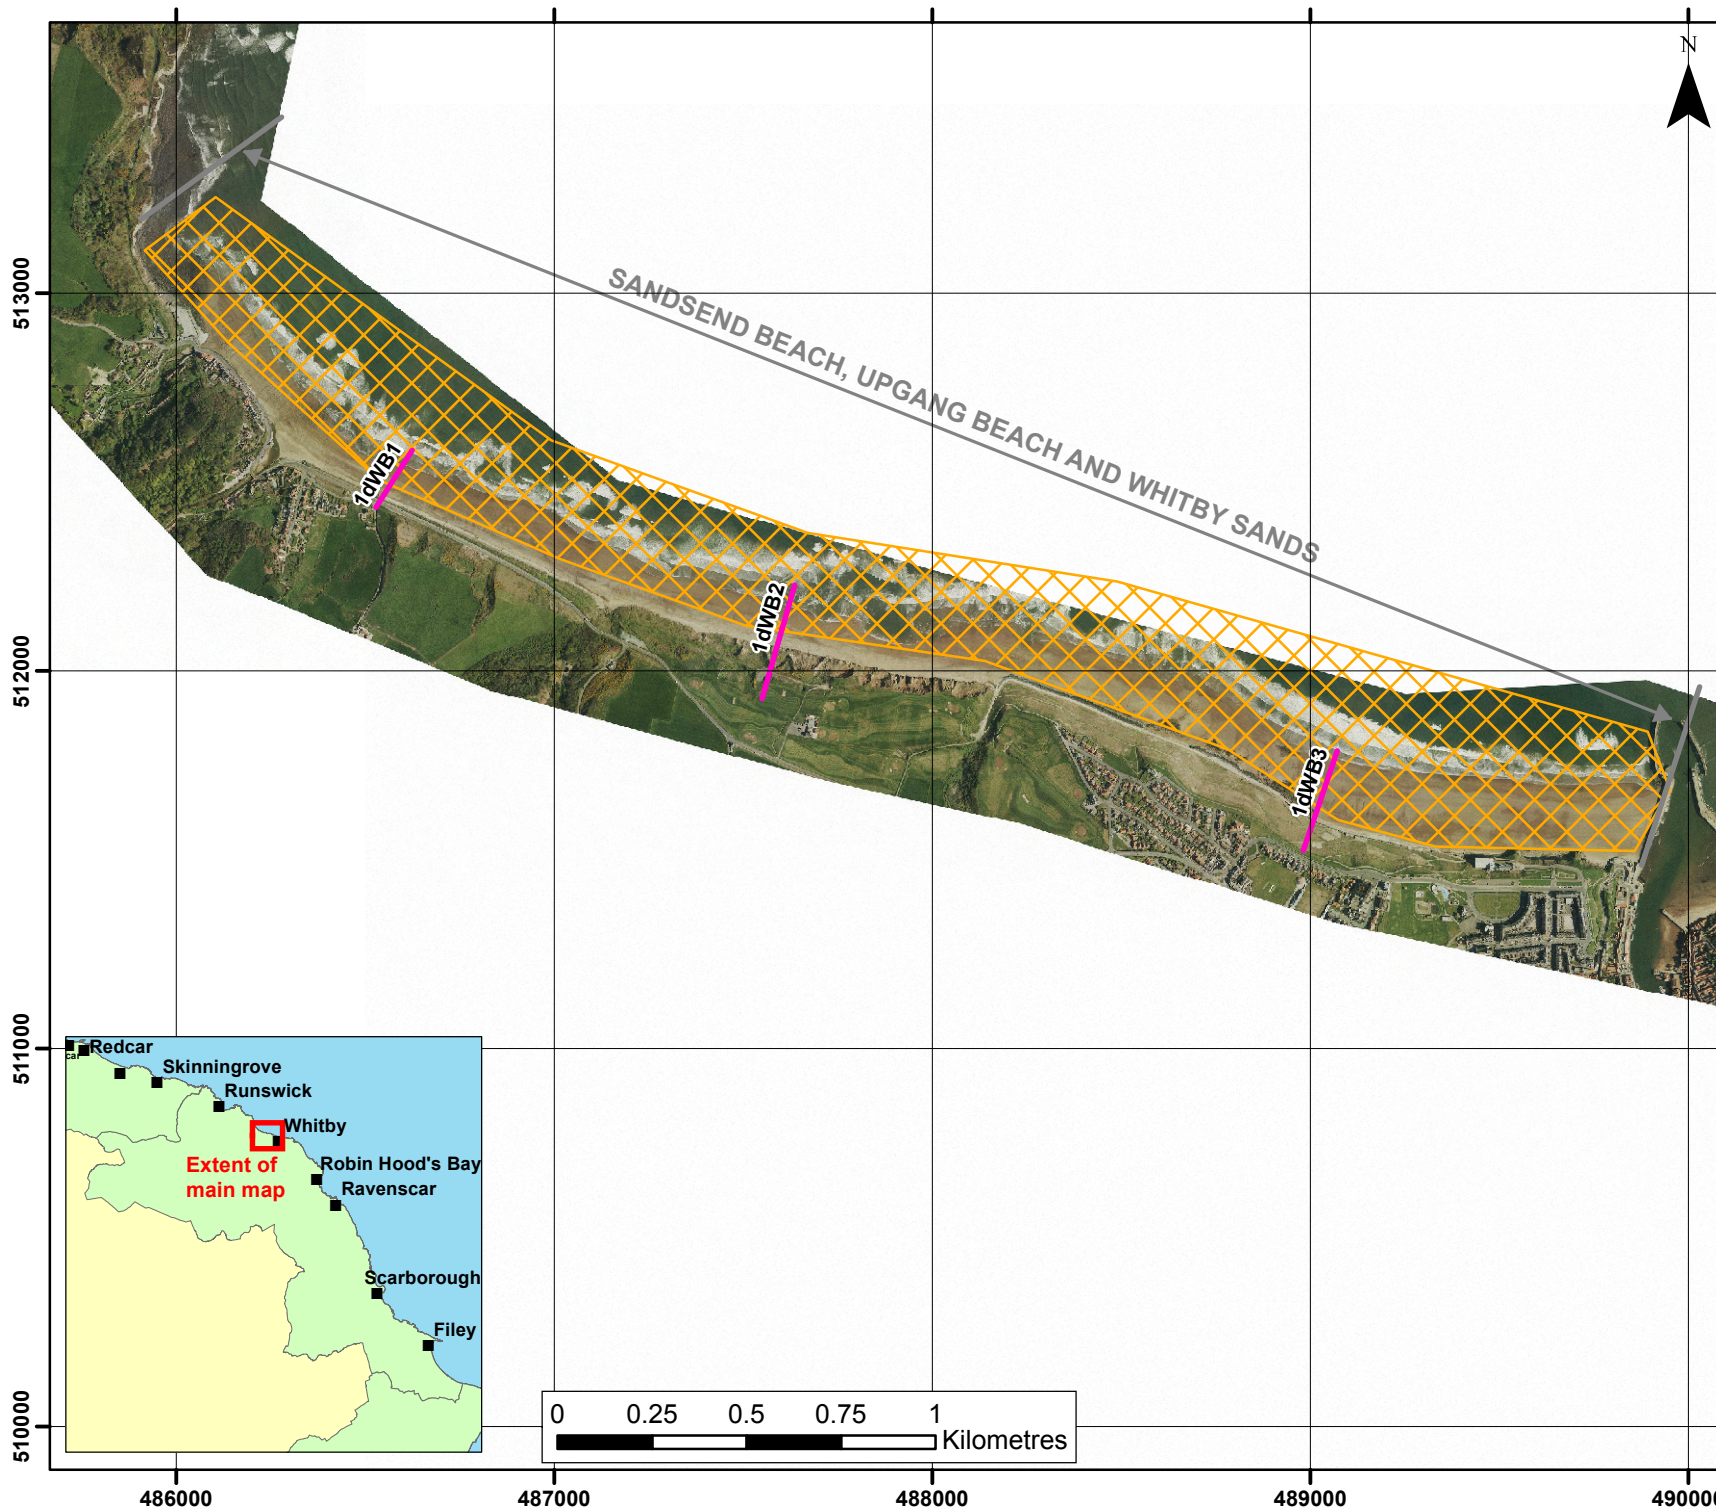 N
SANDSEND BEACH, UPGANG BEACH AND WHITBY SANDS
513000
1dWB1
1dWB2
512000
1dWB3
511000
car
Redcar
Skinningrove
Runswick
Whitby
Extent of
main map
Robin Hood's Bay
Ravenscar
Scarborough
Filey
0 0.25 0.5 0.75 1
Kilometres
510000
486000 487000 488000 489000 490000